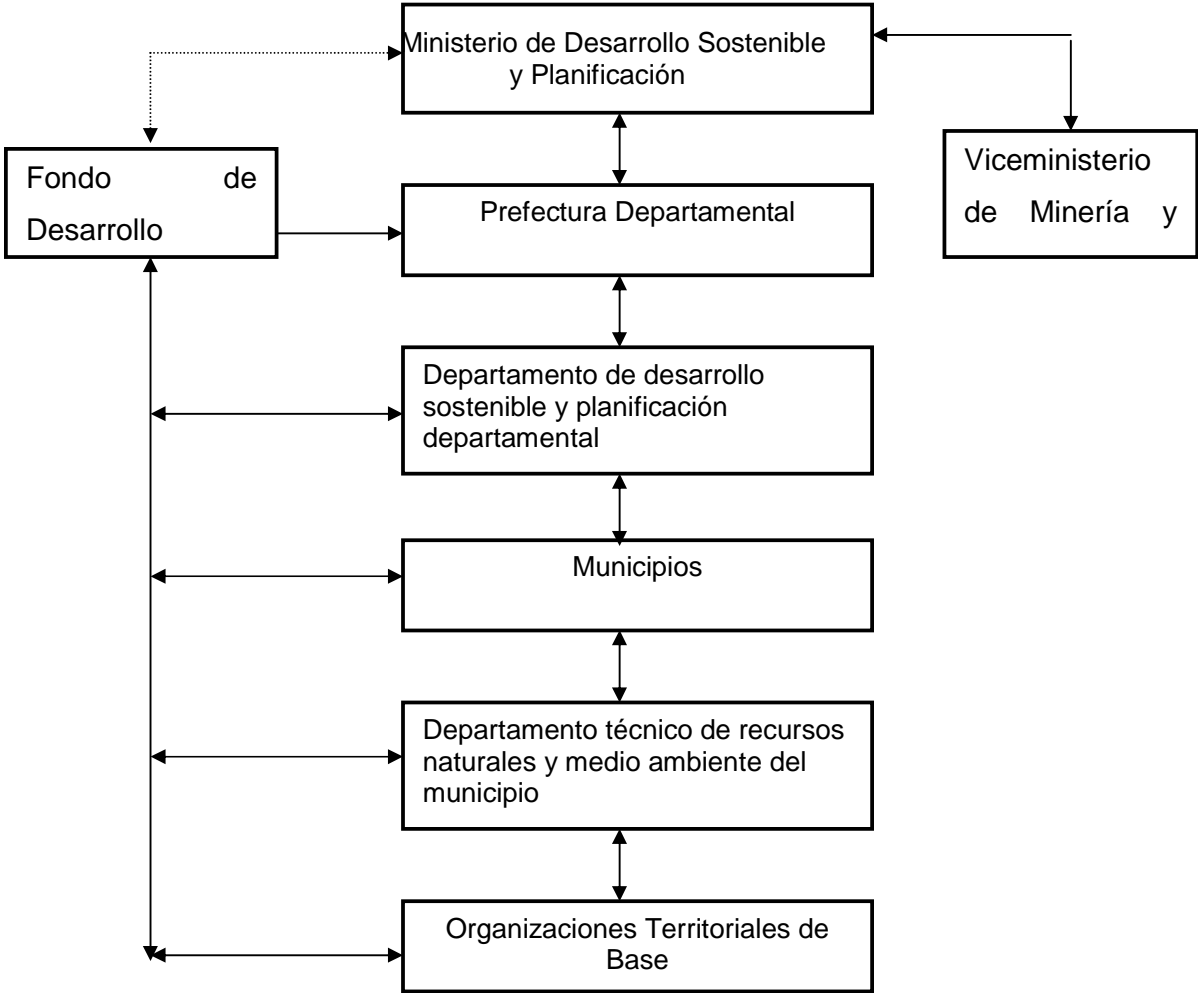 Ministerio de Desarrollo Sostenible
y Planificación
Fondo de
Desarrollo
Viceministerio
de Minería y
Prefectura Departamental
Departamento de desarrollo
sostenible y planificación
departamental
Municipios
Departamento técnico de recursos
naturales y medio ambiente del
municipio
Organizaciones Territoriales de
Base